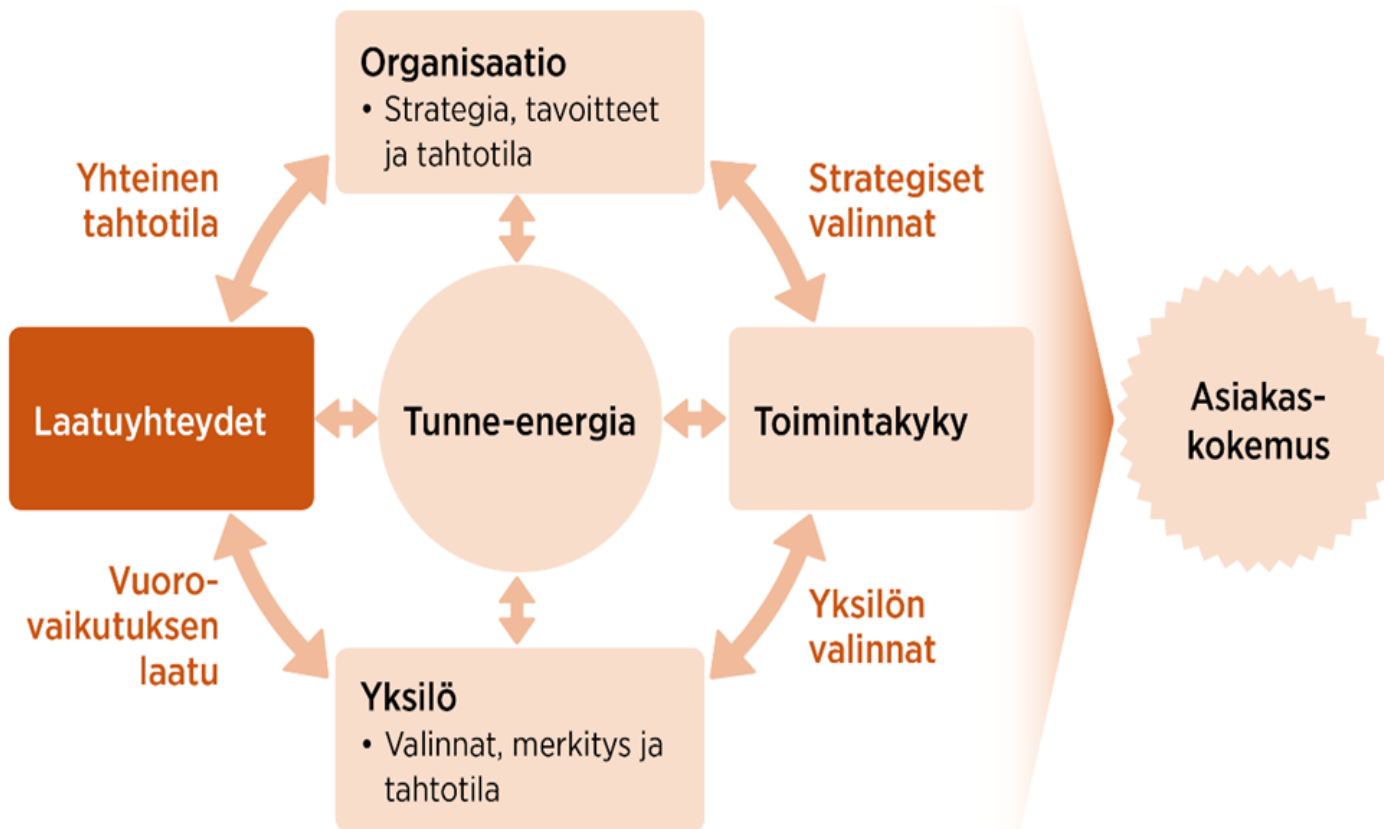 Organisaatio
• Strategia, tavoitteet
ja tahtotila
Yhteinen
tahtotila
Strategiset
valinnat
Laatuyhteydet
Tunne-energia
Toimintakyky
Asiakas-
kokemus
Vuoro-
vaikutuksen
laatu
Yksilön
valinnat
Yksilö
• Valinnat, merkitys ja
tahtotila